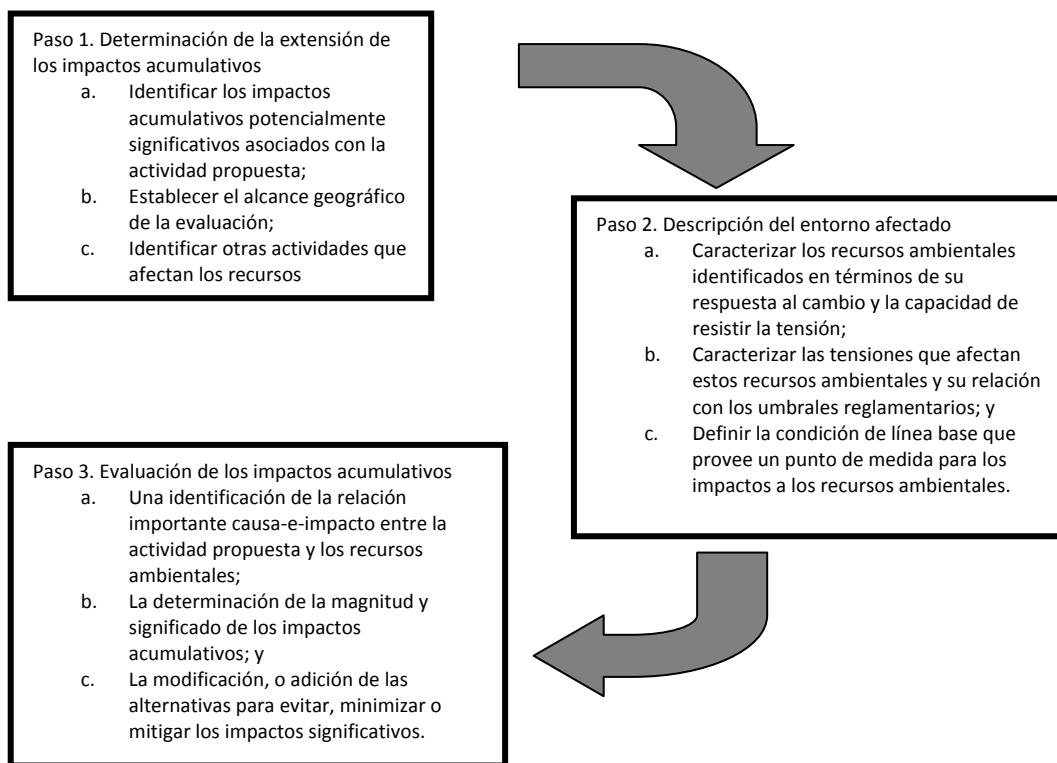 Paso 1. Determinación de la extensión de
los impactos acumulativos
a. Identificar los impactos
acumulativos potencialmente
significativos asociados con la
actividad propuesta;
b. Establecer el alcance geográfico
de la evaluación;
c. Identificar otras actividades que
afectan los recursos
Paso 2. Descripción del entorno afectado
a. Caracterizar los recursos ambientales
identificados en términos de su
respuesta al cambio y la capacidad de
resistir la tensión;
b. Caracterizar las tensiones que afectan
estos recursos ambientales y su relación
con los umbrales reglamentarios; y
c. Definir la condición de línea base que
provee un punto de medida para los
impactos a los recursos ambientales.
Paso 3. Evaluación de los impactos acumulativos
a. Una identificación de la relación
importante causa-e-impacto entre la
actividad propuesta y los recursos
ambientales;
b. La determinación de la magnitud y
significado de los impactos
acumulativos; y
c. La modificación, o adición de las
alternativas para evitar, minimizar o
mitigar los impactos significativos.